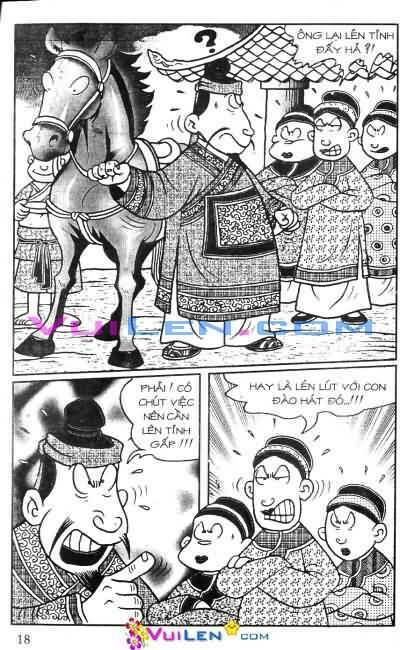 ?
ÔNG LẠI LÊN TỈNH
ĐẤY HẢ ?!
VUILEN.COM
PHẢI ! CÓ
CHÚT VIỆC
NÊN CẦN
LÊN TỈNH
GẤP !!!
HAY LÀ LÉN LÚT VỚI CON
ĐÀO HÁT ĐÓ...!!!
18
VUILEN COM